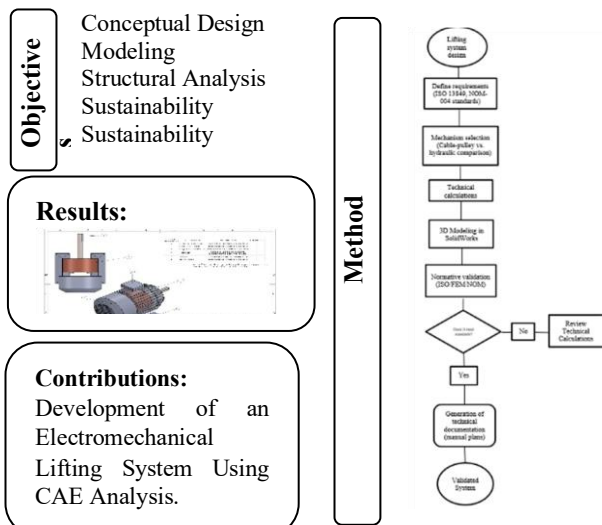 Objective
s
Conceptual Design
Modeling
Structural Analysis
Sustainability
Sustainability
Results:
Contributions:
Development of an
Electromechanical
Lifting System Using
CAE Analysis.
Method
Lifting
system
design
Define requirements
(ISO 13849, NOM-
004 standards)
Mechanism selection
(Cable-pulley vs.
hydraulic comparison)
Technical
calculations
3D Modeling in
SolidWorks
Normative validation
(ISO/FEM/NOM)
No
Review
Technical
Calculations
Yes
Generation of
technical
documentation
(manual plans)
Validated
System